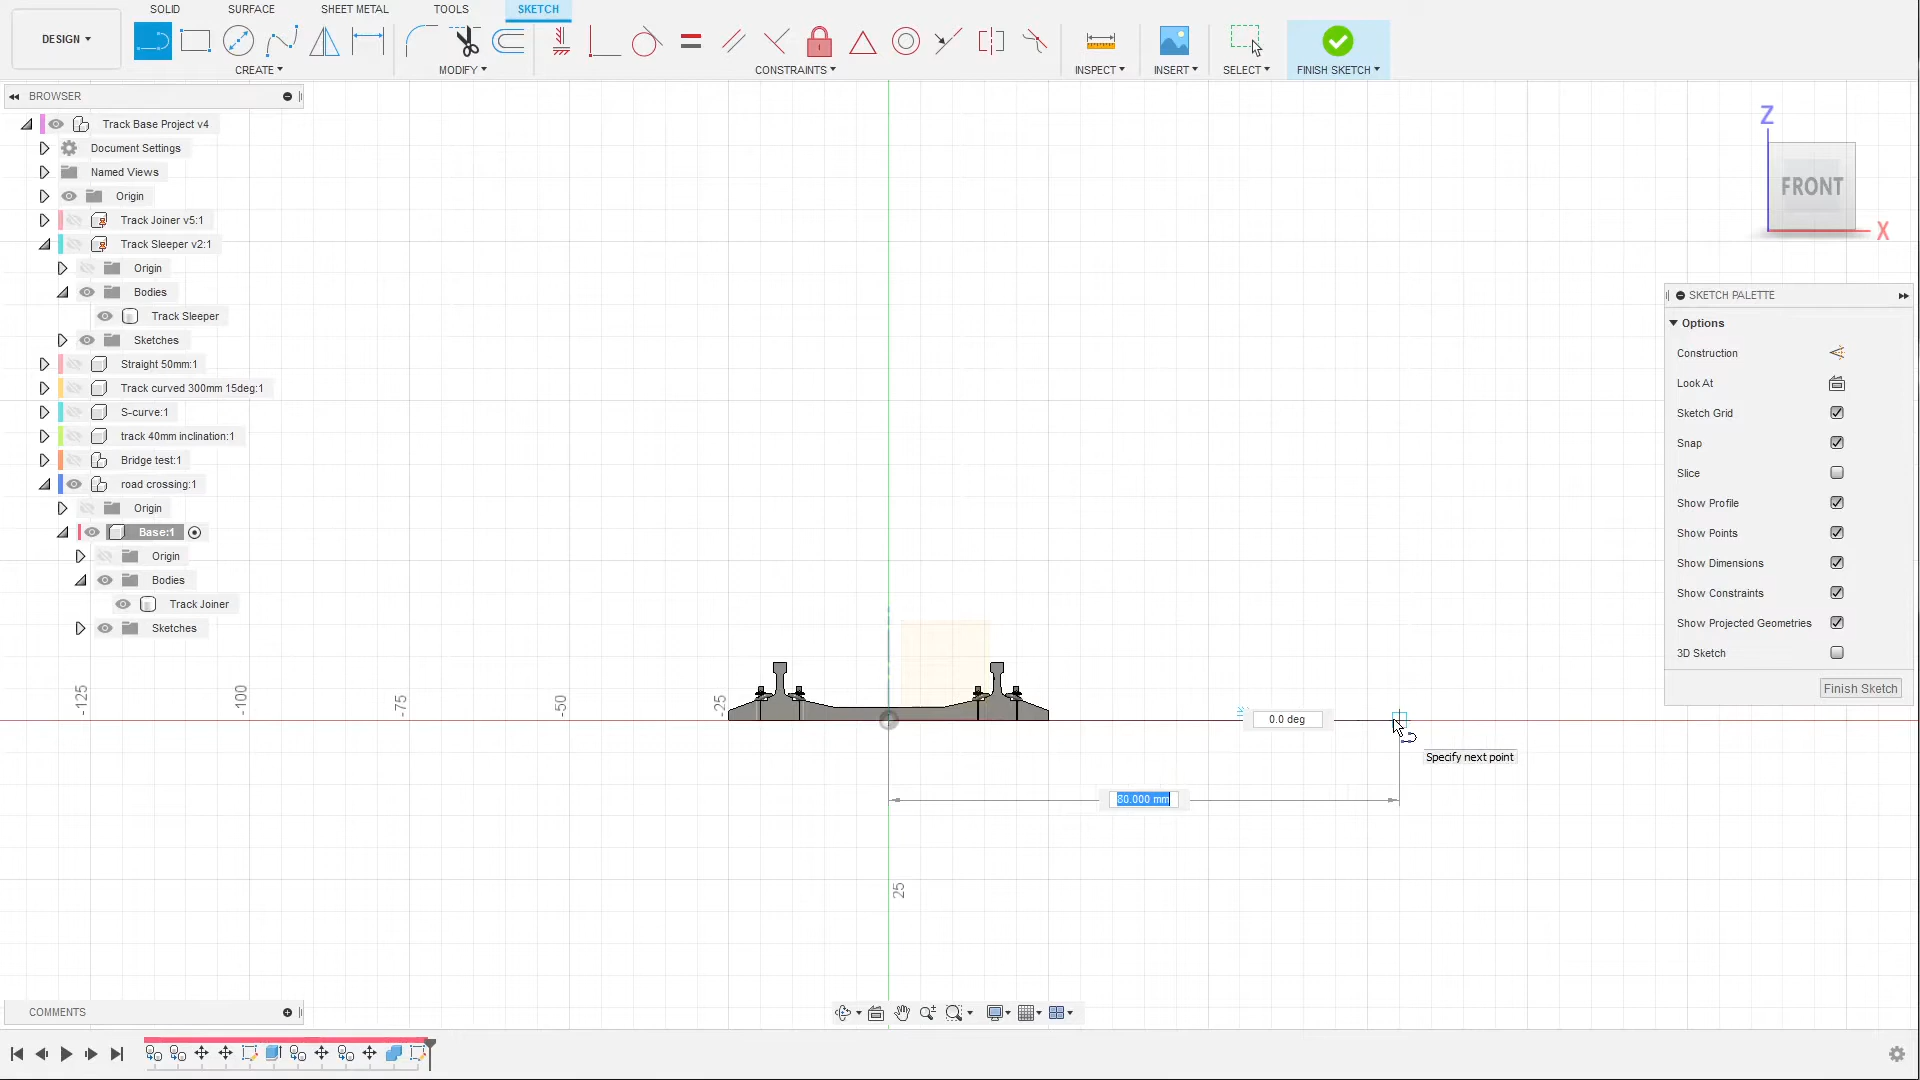 SOLID SURFACE SHEET METAL TOOLS SKETCH
DESIGN
CREATE MODIFY CONSTRAINTS INSPECT INSERT SELECT FINISH SKETCH
BROWSER
Track Base Project v4
Document Settings
Named Views
Origin
Track Joiner v5:1
Track Sleeper v2:1
Origin
Bodies
Track Sleeper
Sketches
Straight 50mm:1
Track curved 300mm 15deg:1
S-curve:1
track 40mm inclination:1
Bridge test:1
road crossing:1
Origin
Base:1
Origin
Bodies
Track Joiner
Sketches
Z
FRONT
X
SKETCH PALETTE
Options
Construction
Look At
Sketch Grid
Snap
Slice
Show Profile
Show Points
Show Dimensions
Show Constraints
Show Projected Geometries
3D Sketch
Finish Sketch
-125 -100 -75 -50 -25
0.0 deg
Specify next point
80.000 mm
25
COMMENTS